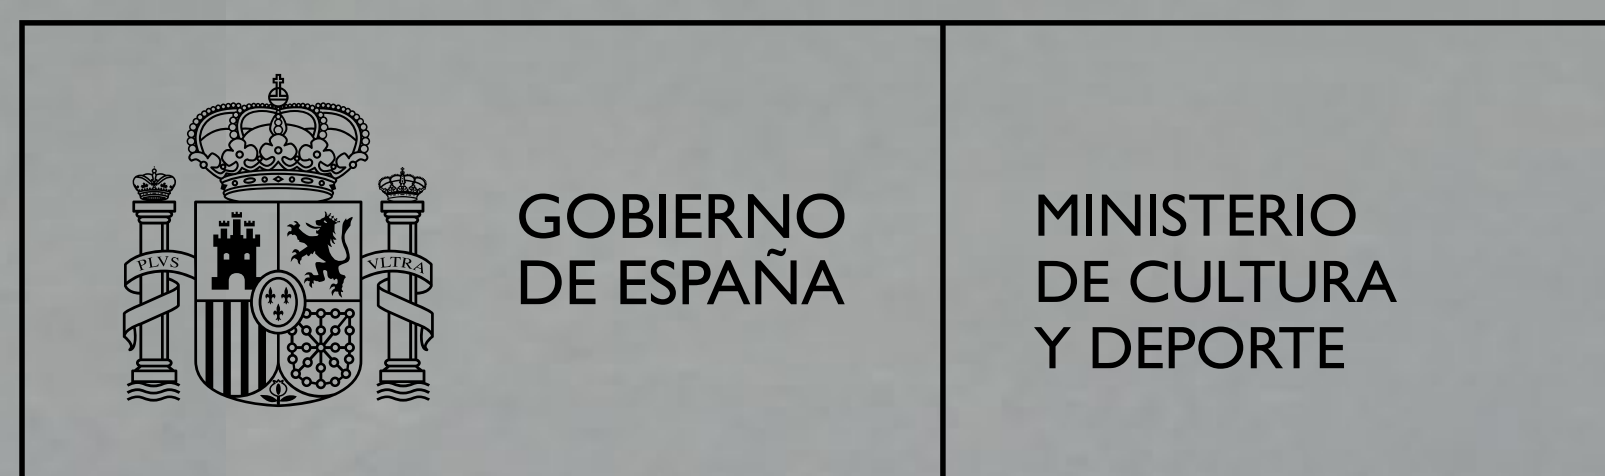 PLVS
VLTRA
GOBIERNO
DE ESPAÑA
MINISTERIO
DE CULTURA
Y DEPORTE